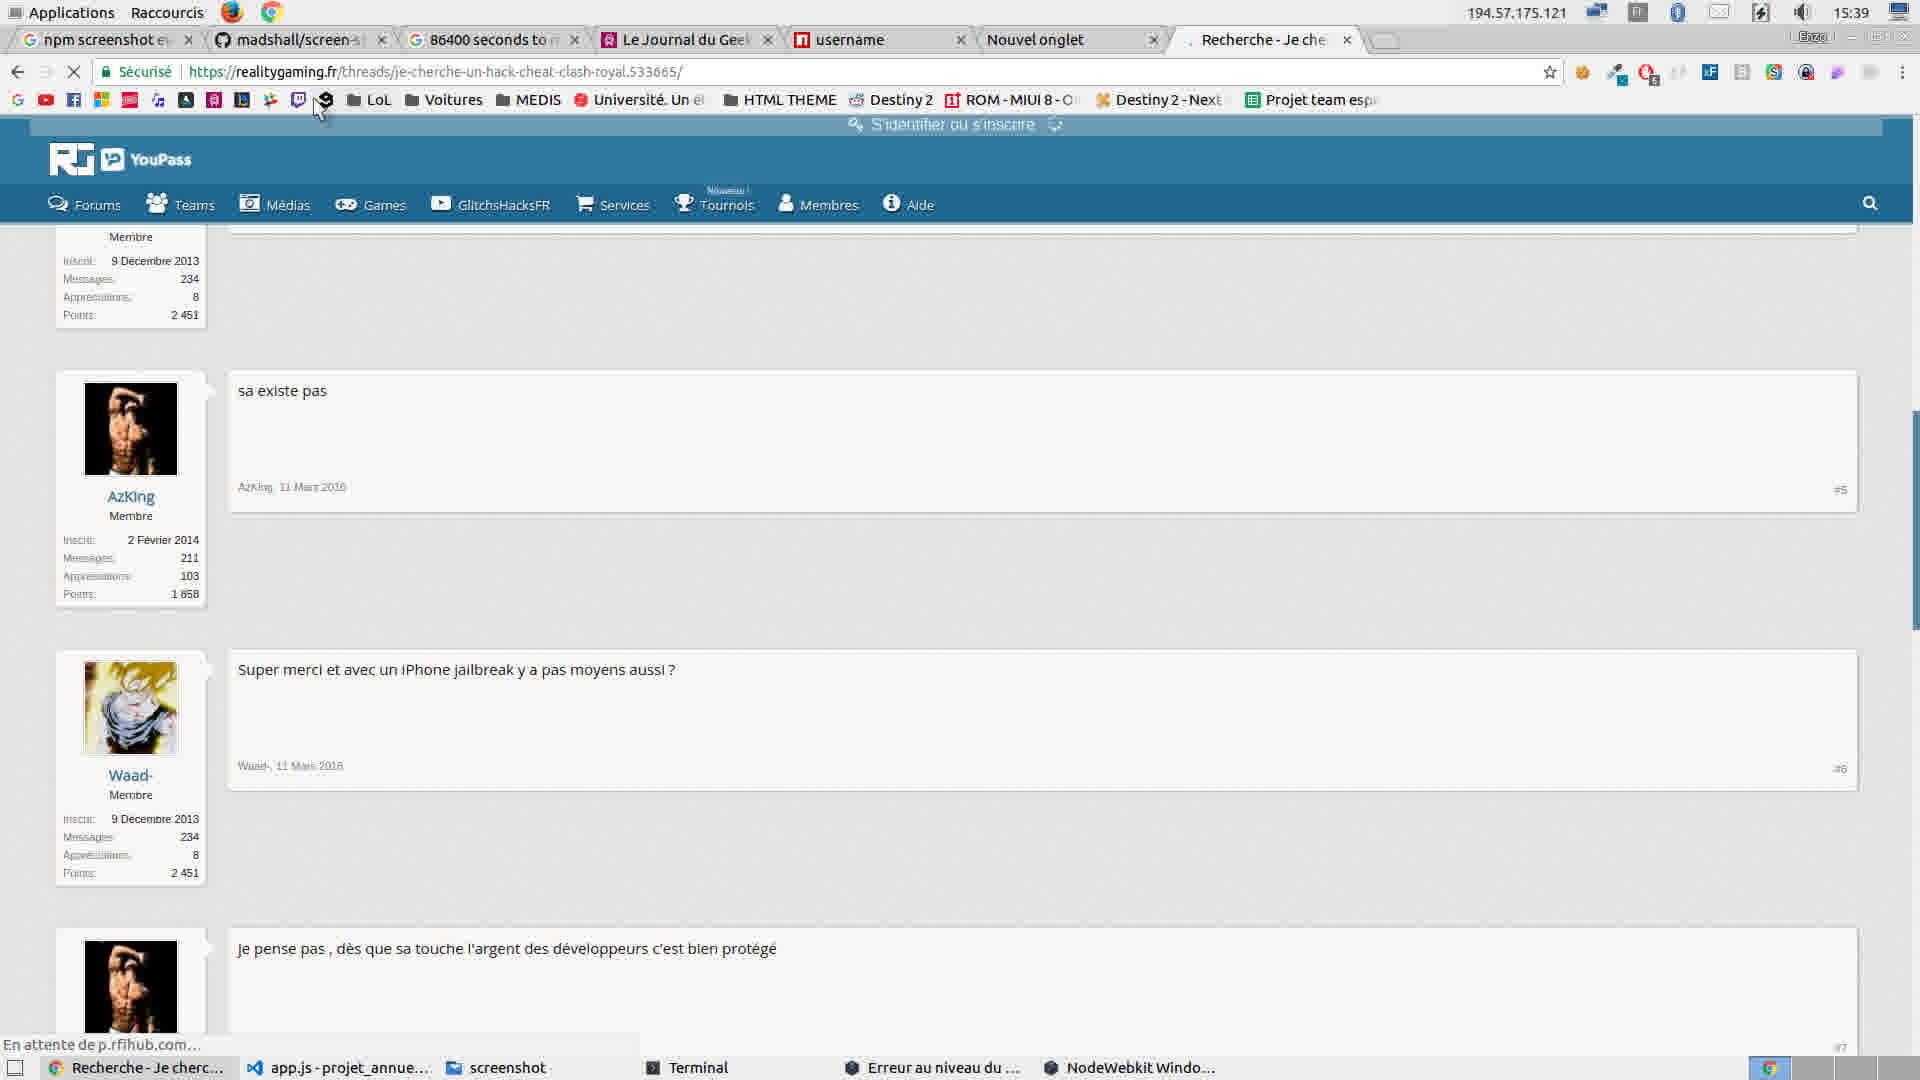 Applications Raccourcis 194.57.175.121 15:39
npm screenshot ev madshall/screen-s 86400 seconds to m Le Journal du Geek username Nouvel onglet Recherche - Je che Enzo
Sécurisé https://realitygaming.fr/threads/je-cherche-un-hack-cheat-clash-royal.533665/
LoL Voitures MEDIS Université. Un él HTML THEME Destiny 2 ROM - MIUI 8 - O Destiny 2 - Next Projet team esp
S'identifier ou s'inscrire
YouPass
Nouveau !
Forums Teams Médias Games GlitchsHacksFR Services Tournois Membres Aide
Membre
Inscrit: 9 Décembre 2013
Messages: 234
Appréciations: 8
Points: 2 451
sa existe pas
AzKIng, 11 Mars 2016 #5
AzKIng
Membre
Inscrit: 2 Février 2014
Messages: 211
Appréciations: 103
Points: 1 858
Super merci et avec un iPhone jailbreak y a pas moyens aussi ?
Waad-, 11 Mars 2016 #6
Waad-
Membre
Inscrit: 9 Décembre 2013
Messages: 234
Appréciations: 8
Points: 2 451
Je pense pas , dès que sa touche l'argent des développeurs c'est bien protégé
#7
En attente de p.rfihub.com...
Recherche - Je cherc... app.js - projet_annue... screenshot Terminal Erreur au niveau du ... NodeWebkit Windo...